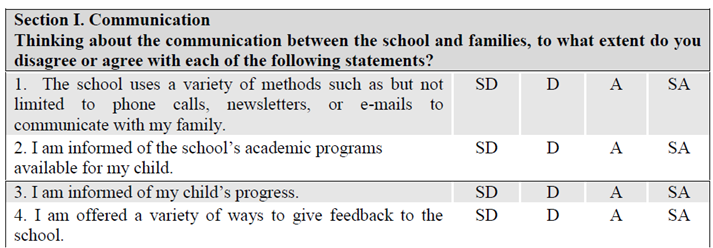 Section I. Communication
Thinking about the communication between the school and families, to what extent do you
disagree or agree with each of the following statements?
1. The school uses a variety of methods such as but not SD D A SA
limited to phone calls, newsletters, or e-mails to
communicate with my family.
2. I am informed of the school’s academic programs SD D A SA
available for my child.
3. I am informed of my child’s progress. SD D A SA
4. I am offered a variety of ways to give feedback to the SD D A SA
school.